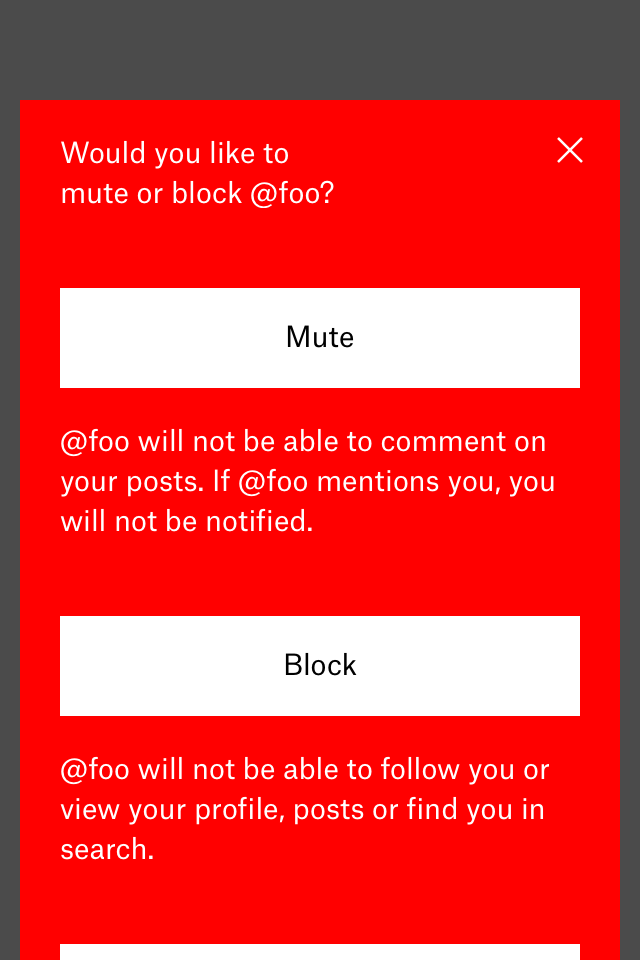 Would you like to
mute or block @foo?
Mute
@foo will not be able to comment on
your posts. If @foo mentions you, you
will not be notified.
Block
@foo will not be able to follow you or
view your profile, posts or find you in
search.